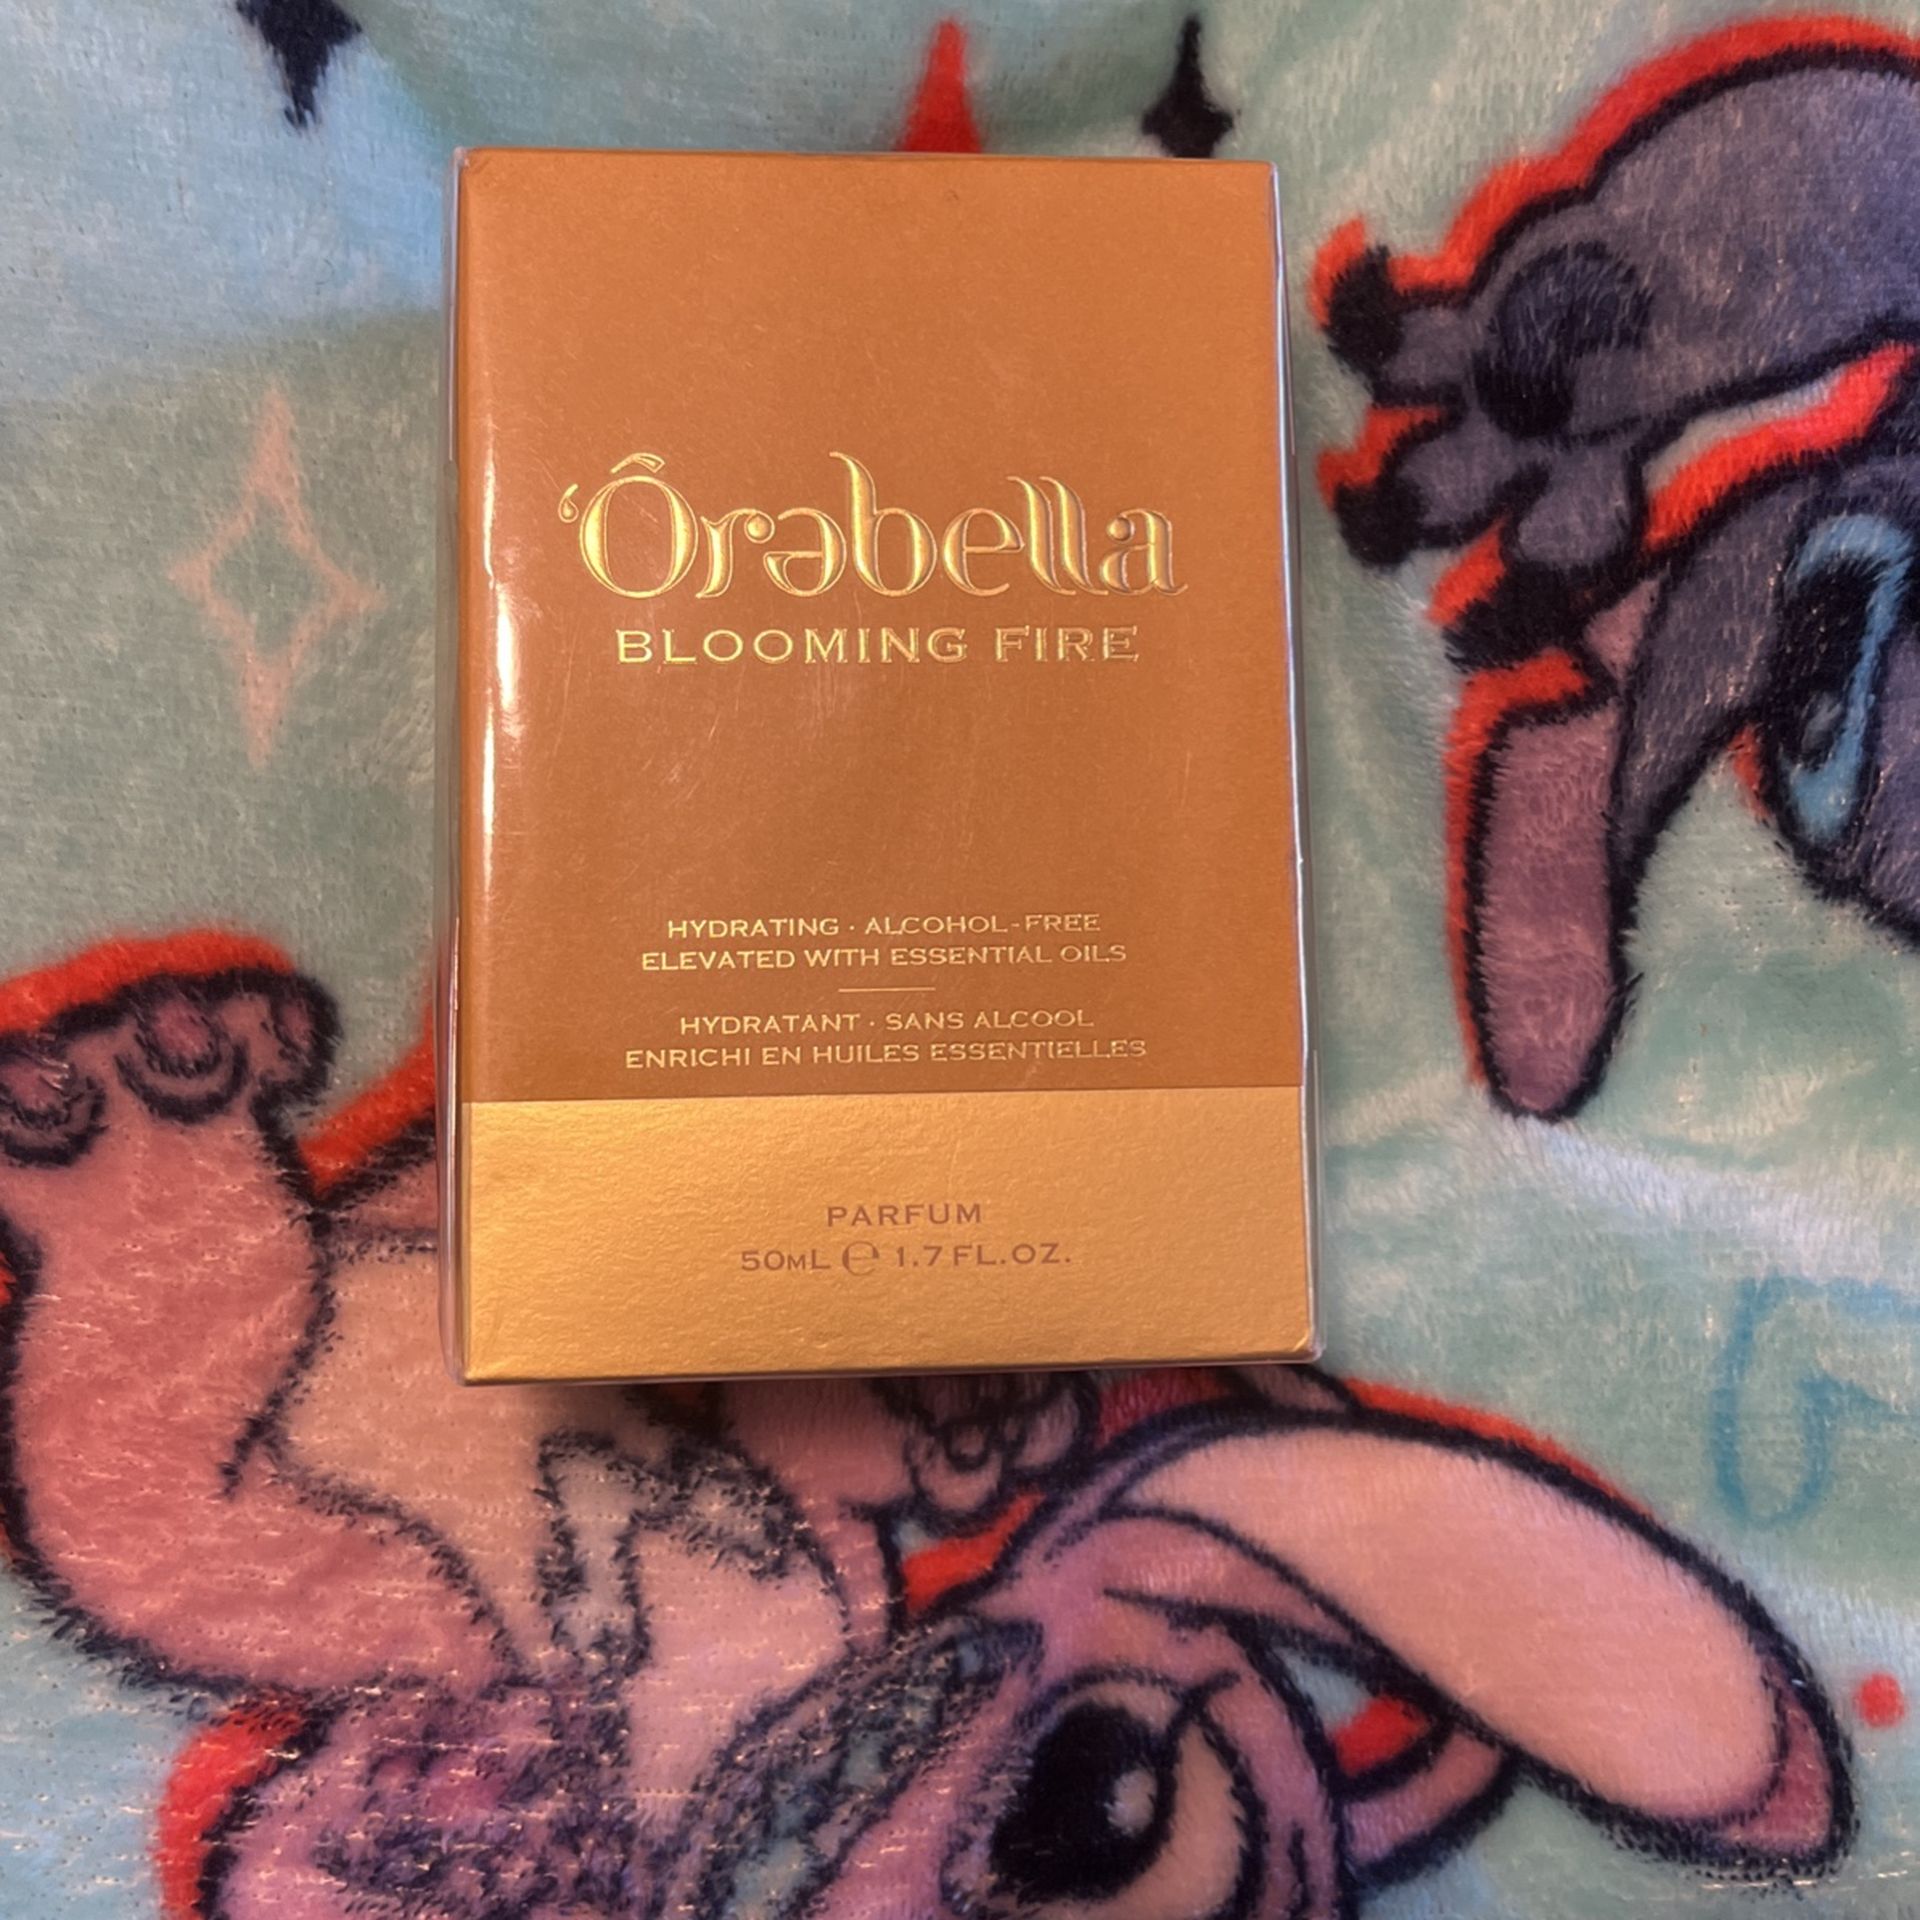 ‘Ôrəbella
BLOOMING FIRE
HYDRATING · ALCOHOL-FREE
ELEVATED WITH ESSENTIAL OILS
HYDRATANT · SANS ALCOOL
ENRICHI EN HUILES ESSENTIELLES
PARFUM
50ML ℮ 1.7 FL.OZ.